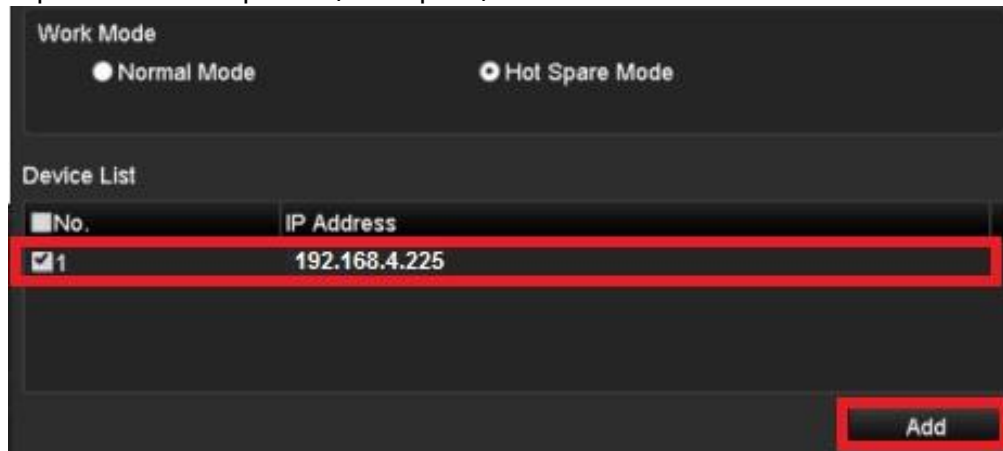 Work Mode
Normal Mode Hot Spare Mode
Device List
No. IP Address
1 192.168.4.225
Add